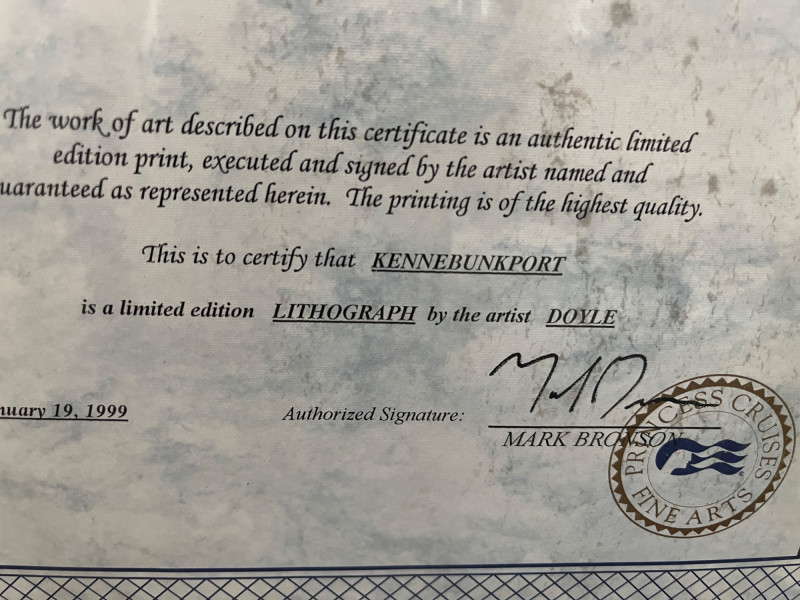 The work of art described on this certificate is an authentic limited
edition print, executed and signed by the artist named and
uaranteed as represented herein. The printing is of the highest quality.
This is to certify that KENNEBUNKPORT
is a limited edition LITHOGRAPH by the artist DOYLE
nuary 19, 1999 Authorized Signature:
MARK BRONSON
PRINCESS CRUISES
FINE ARTS